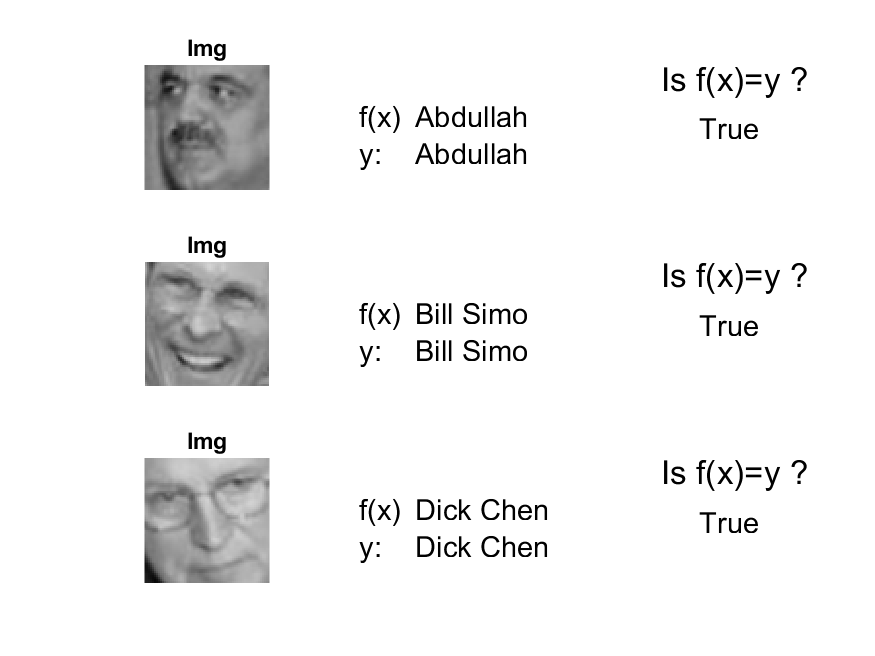 Img
f(x) Abdullah
y: Abdullah
Is f(x)=y ?
True
Img
f(x) Bill Simo
y: Bill Simo
Is f(x)=y ?
True
Img
f(x) Dick Chen
y: Dick Chen
Is f(x)=y ?
True